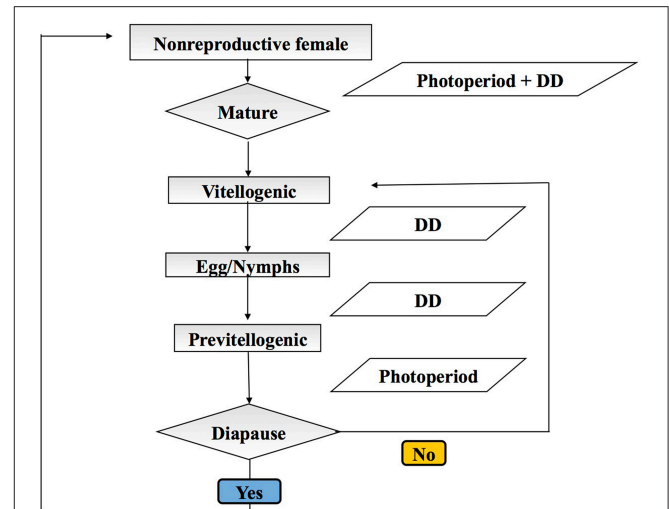 Nonreproductive female
Photoperiod + DD
Mature
Vitellogenic
DD
Egg/Nymphs
DD
Previtellogenic
Photoperiod
Diapause
No
Yes